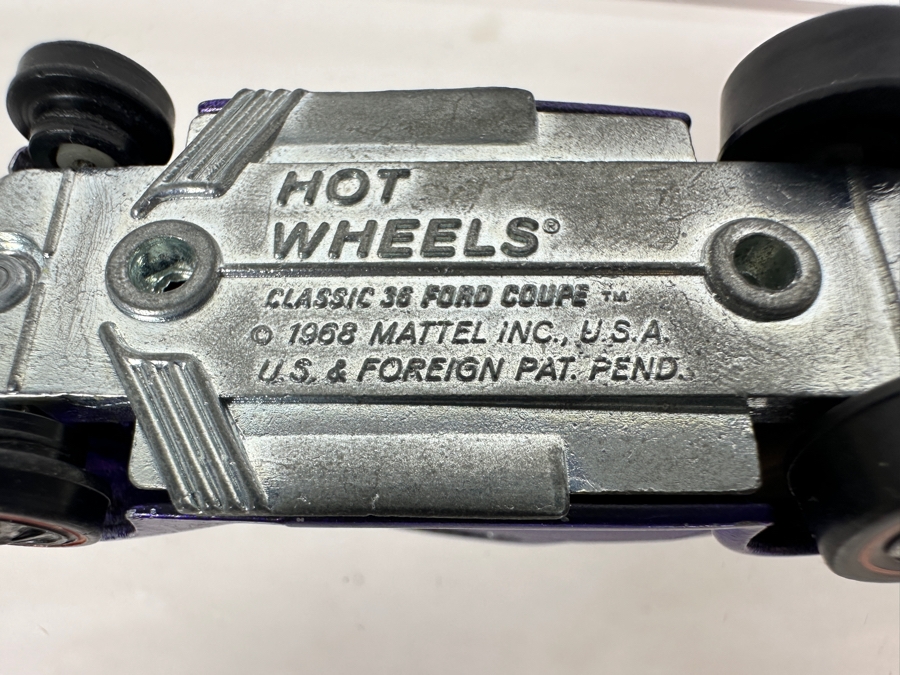 HOT
WHEELS®
CLASSIC 36 FORD COUPE ™
© 1968 MATTEL INC., U.S.A.
U.S. & FOREIGN PAT. PEND.